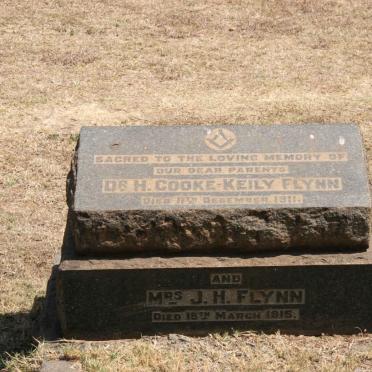 SACRED TO THE LOVING MEMORY OF
OUR DEAR PARENTS
DR H. COOKE-KEILY FLYNN
DIED 11TH DECEMBER 1911.
AND
MRS J. H. FLYNN
DIED 15TH MARCH 1915.